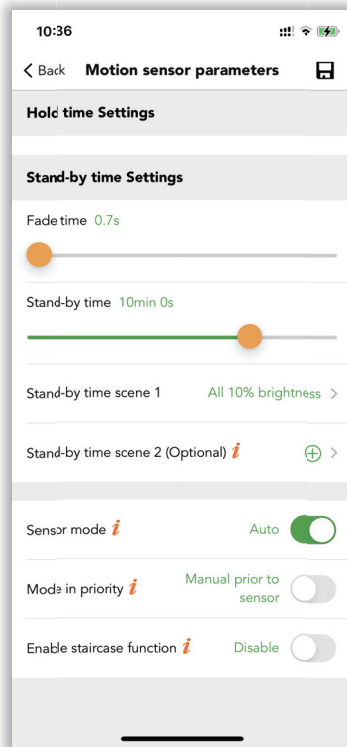 10:36
Back Motion sensor parameters
Hold time Settings
Stand-by time Settings
Fade time 0.7s
Stand-by time 10min 0s
Stand-by time scene 1 All 10% brightness
Stand-by time scene 2 (Optional) i
Sensor mode i Auto
Mode in priority i Manual prior to
sensor
Enable staircase function i Disable